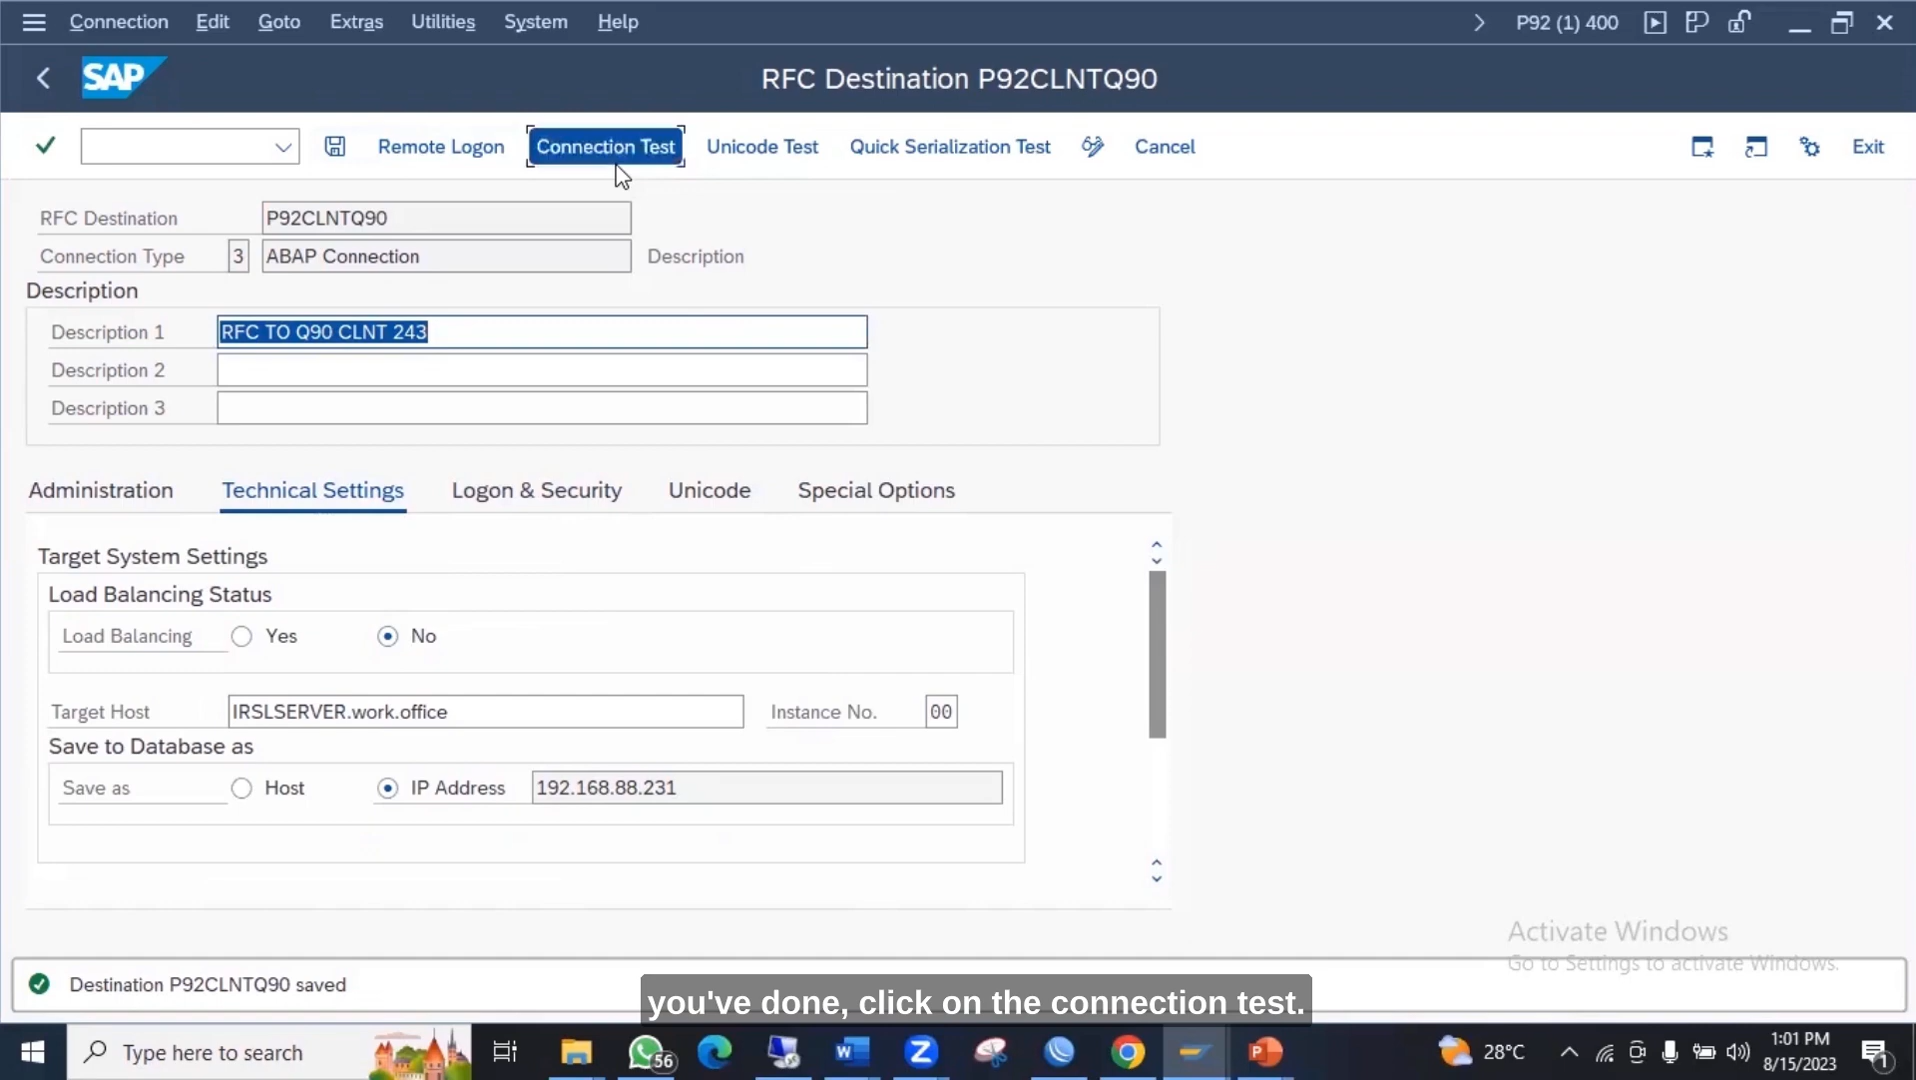 Connection Edit Goto Extras Utilities System Help P92 (1) 400
SAP RFC Destination P92CLNTQ90
Remote Logon Connection Test Unicode Test Quick Serialization Test Cancel Exit
RFC Destination P92CLNTQ90
Connection Type 3 ABAP Connection Description
Description
Description 1 RFC TO Q90 CLNT 243
Description 2
Description 3
Administration Technical Settings Logon & Security Unicode Special Options
Target System Settings
Load Balancing Status
Load Balancing Yes No
Target Host IRSLSERVER.work.office Instance No. 00
Save to Database as
Save as Host IP Address 192.168.88.231
Activate Windows
Go to Settings to activate Windows.
Destination P92CLNTQ90 saved
you've done, click on the connection test.
Type here to search 56 28°C 1:01 PM
8/15/2023 1